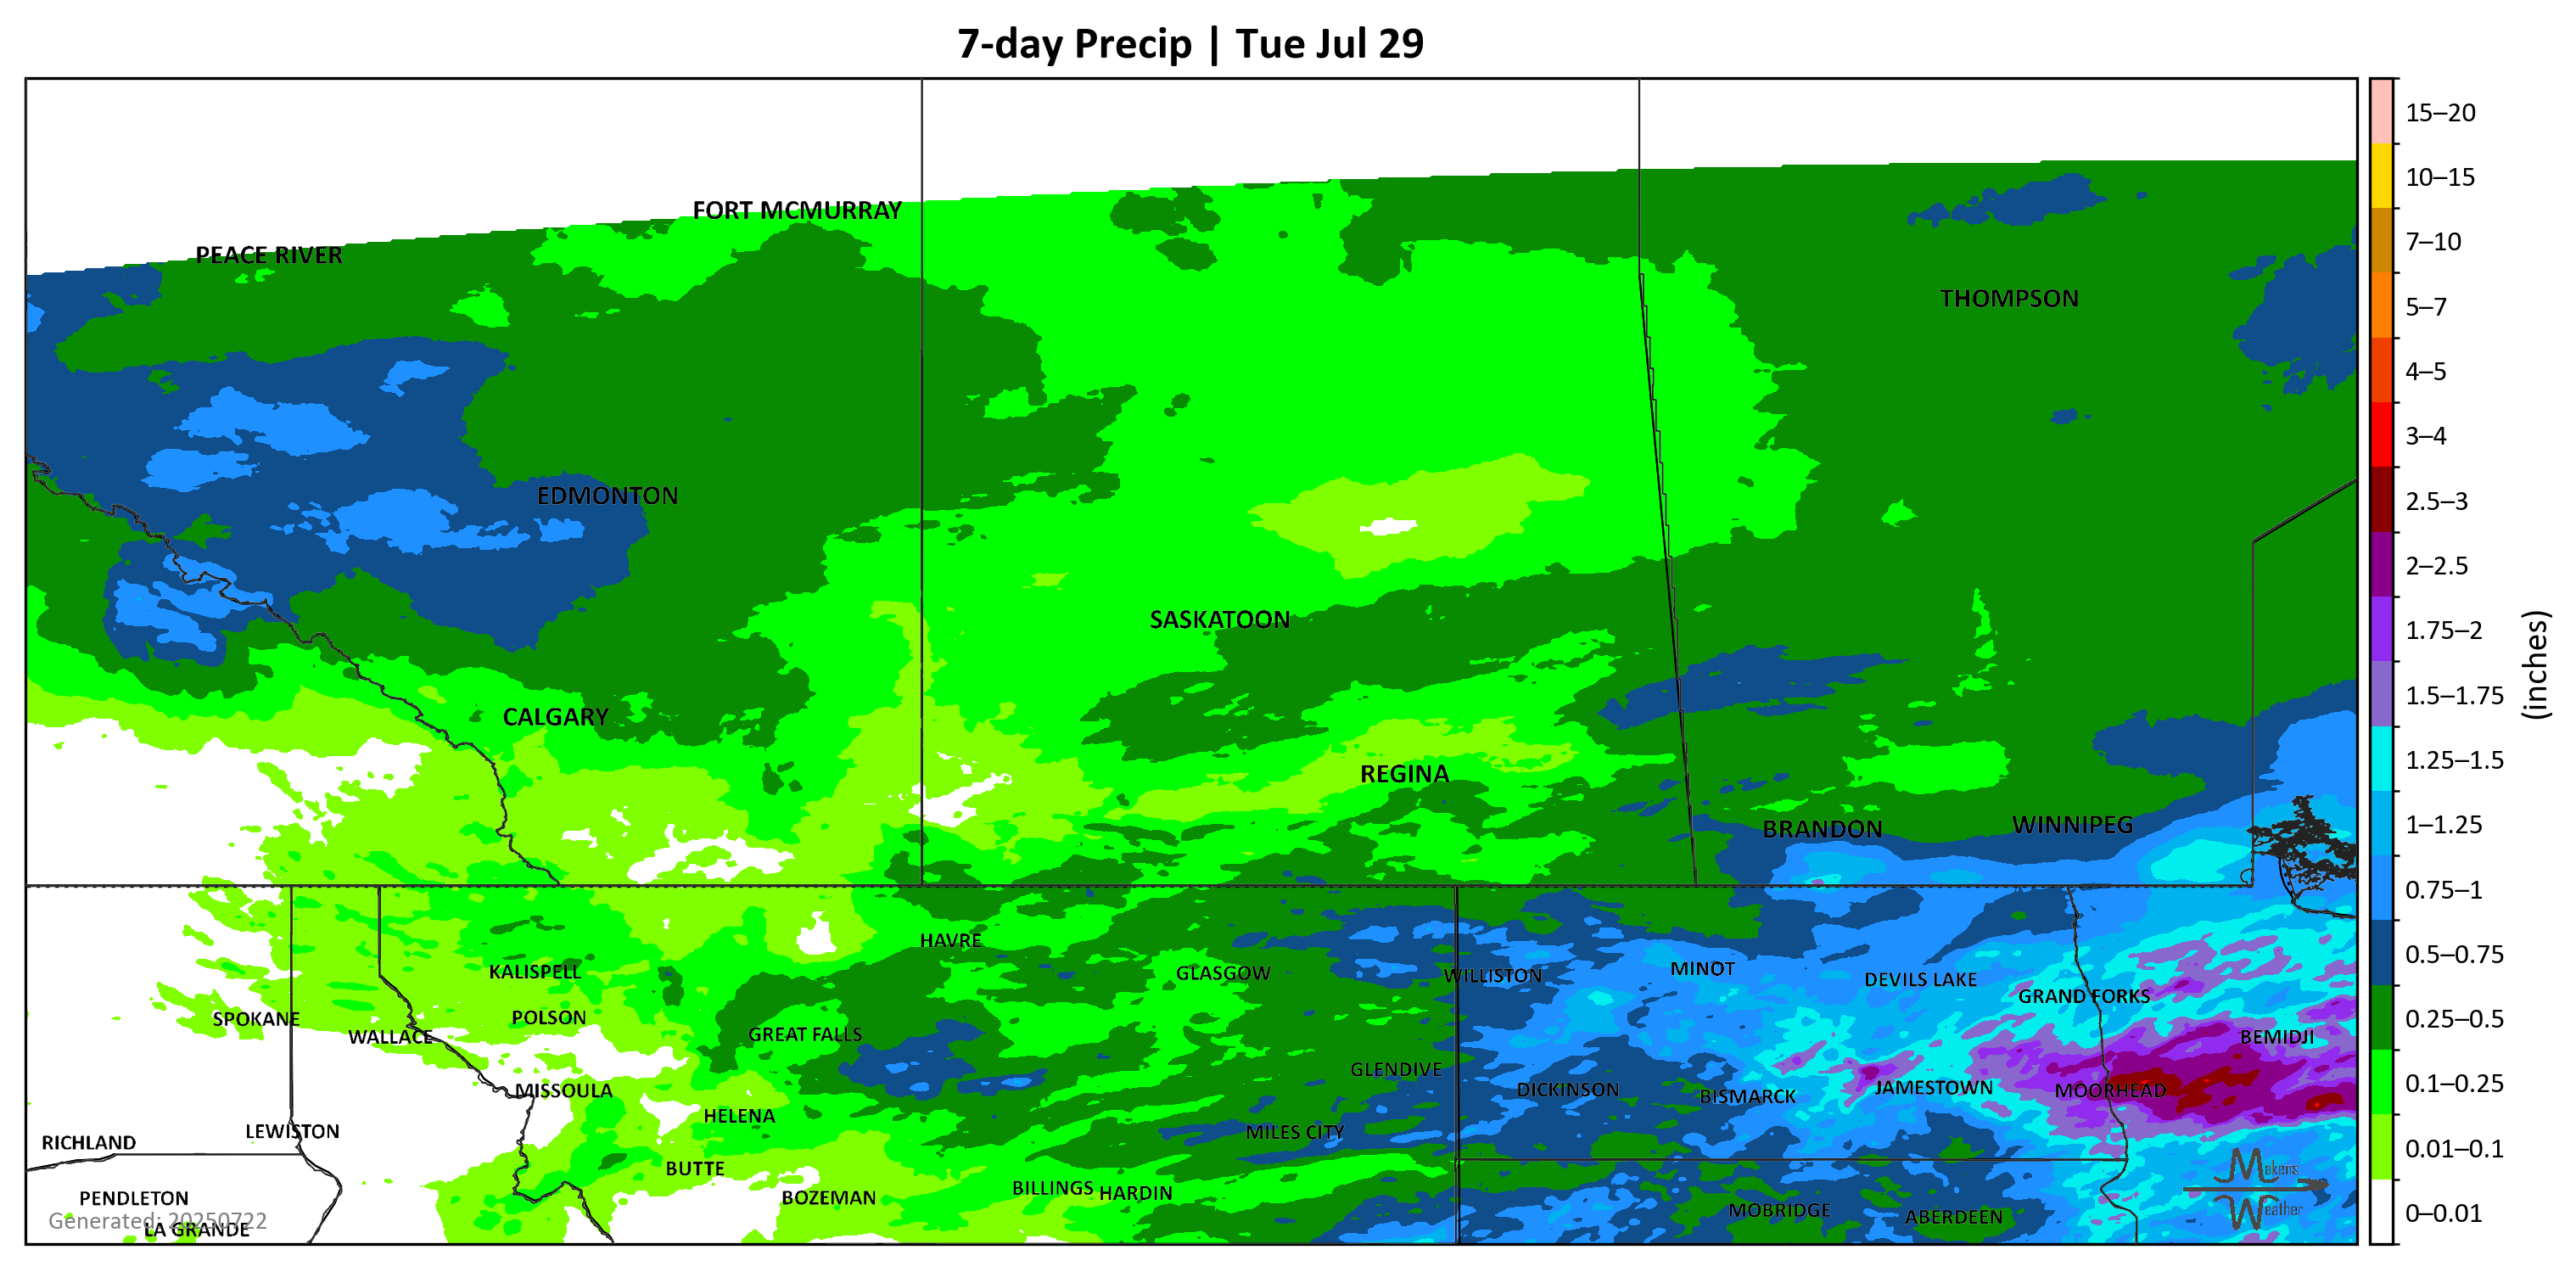 7-day Precip | Tue Jul 29
FORT MCMURRAY
PEACE RIVER
THOMPSON
EDMONTON
SASKATOON
CALGARY
REGINA
BRANDON
WINNIPEG
HAVRE
KALISPELL
GLASGOW
WILLISTON
MINOT
DEVILS LAKE
GRAND FORKS
SPOKANE
POLSON
WALLACE
GREAT FALLS
BEMIDJI
GLENDIVE
MISSOULA
DICKINSON
BISMARCK
JAMESTOWN
MOORHEAD
HELENA
RICHLAND
LEWISTON
MILES CITY
BUTTE
PENDLETON
BOZEMAN
BILLINGS
HARDIN
MOBRIDGE
ABERDEEN
Generated: 20250722
LA GRANDE
Makens
Weather
15–20
10–15
7–10
5–7
4–5
3–4
2.5–3
2–2.5
1.75–2
1.5–1.75
1.25–1.5
1–1.25
0.75–1
0.5–0.75
0.25–0.5
0.1–0.25
0.01–0.1
0–0.01
(inches)